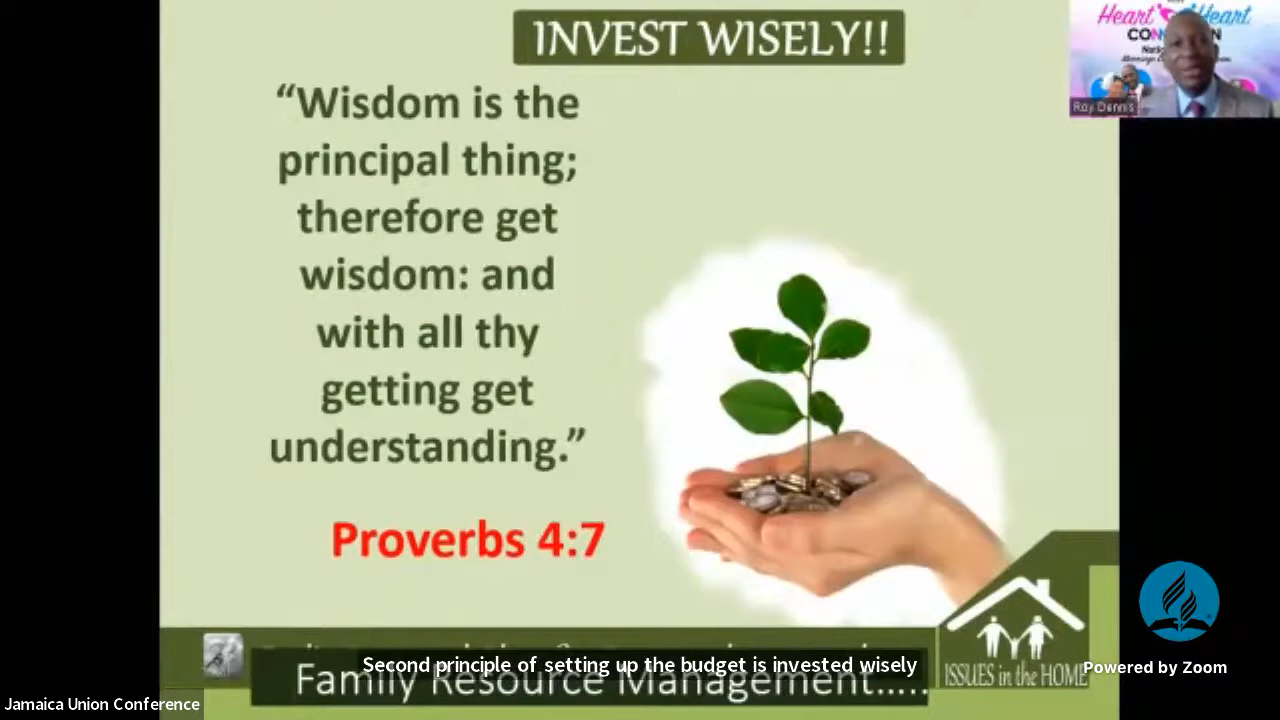 INVEST WISELY!!
“Wisdom is the
principal thing;
therefore get
wisdom: and
with all thy
getting get
understanding.”
Proverbs 4:7
Heart Heart
Roy Dennis
Second principle of setting up the budget is invested wisely
Family Resource Management.....
ISSUES in the HOME
Powered by Zoom
Jamaica Union Conference